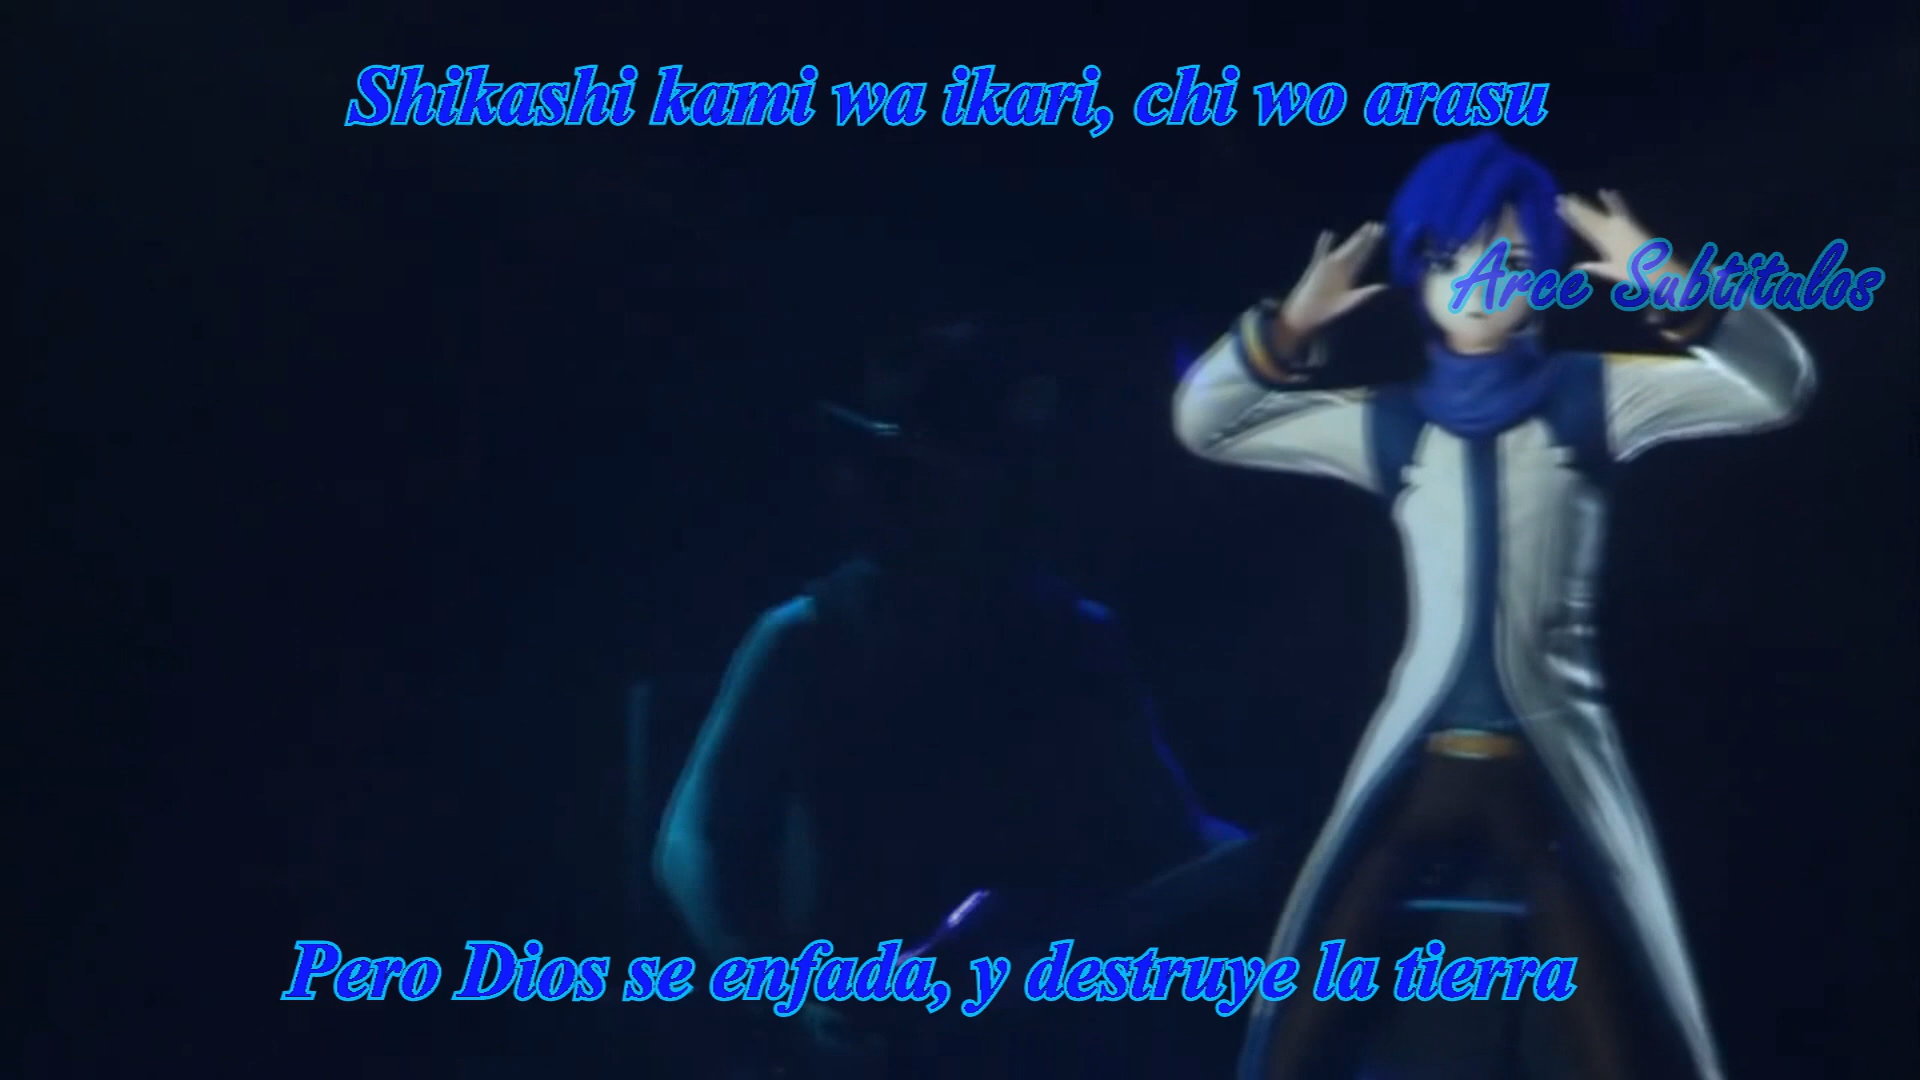 Shikashi kami wa ikari, chi wo arasu
Arce Subtitulos
Pero Dios se enfada, y destruye la tierra